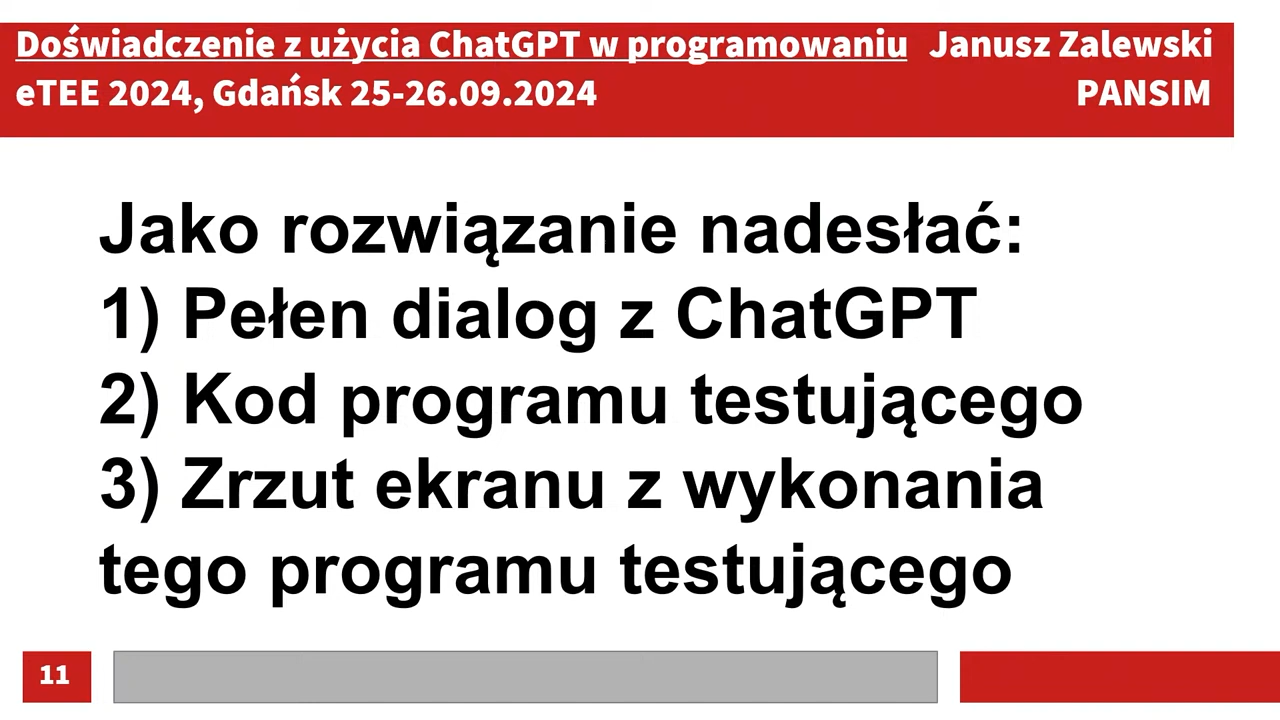 Doświadczenie z użycia ChatGPT w programowaniu Janusz Zalewski
eTEE 2024, Gdańsk 25-26.09.2024 PANSIM
Jako rozwiązanie nadesłać:
1) Pełen dialog z ChatGPT
2) Kod programu testującego
3) Zrzut ekranu z wykonania
tego programu testującego
11